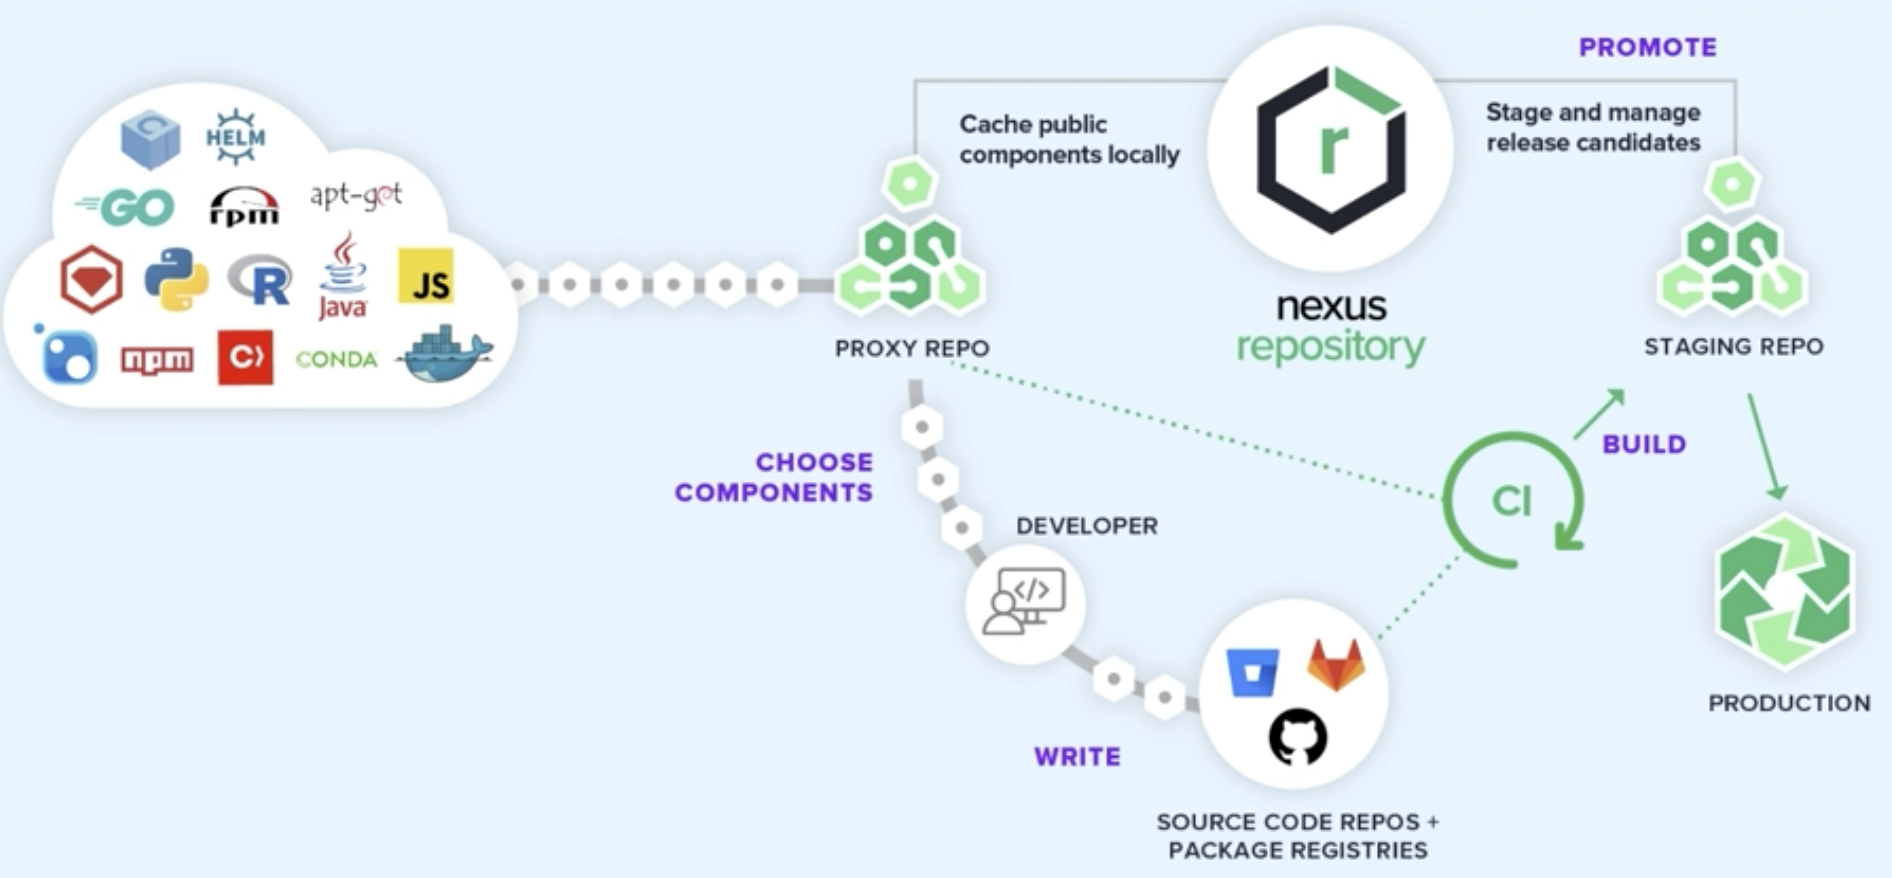 HELM
GO
rpm
apt-get
R
Java
JS
npm
C
CONDA
PROXY REPO
Cache public
components locally
r
nexus
repository
PROMOTE
Stage and manage
release candidates
STAGING REPO
CHOOSE
COMPONENTS
DEVELOPER
</>
WRITE
SOURCE CODE REPOS +
PACKAGE REGISTRIES
CI
BUILD
PRODUCTION